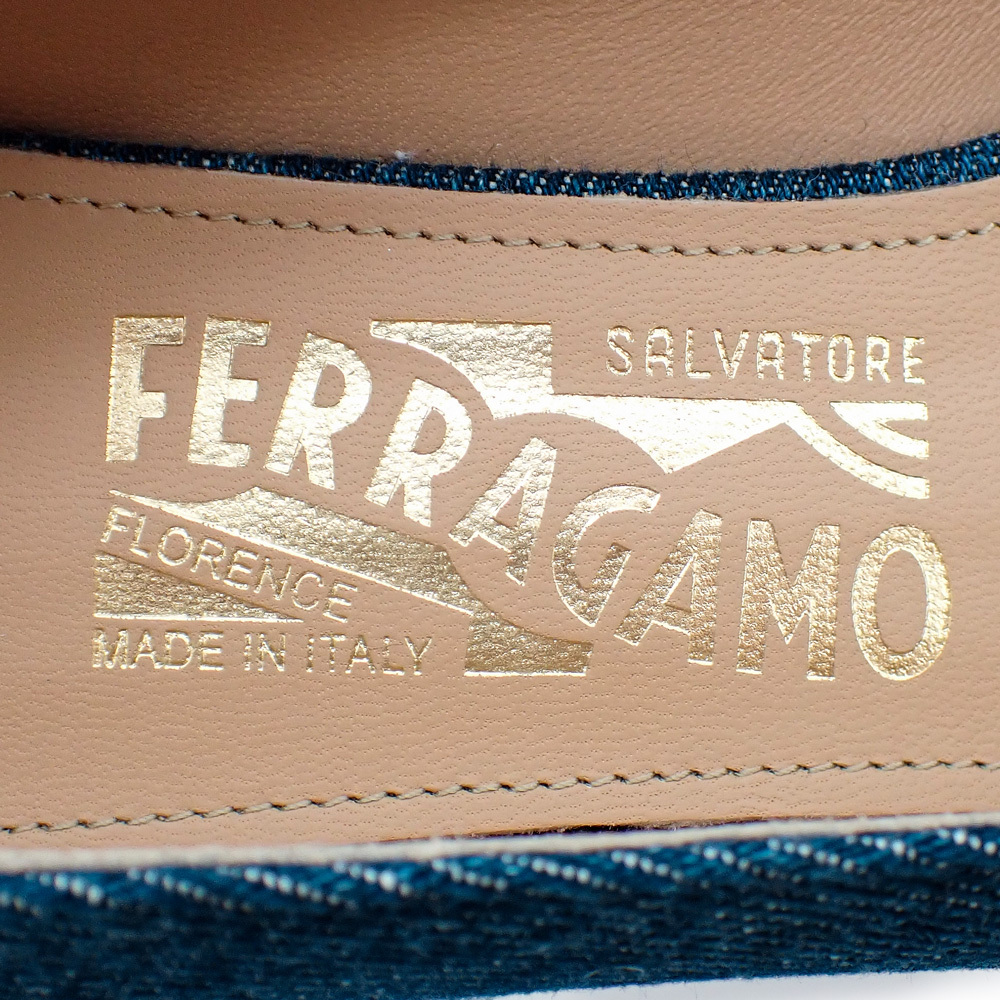 SALVATORE
FERRAGAMO
FLORENCE
MADE IN ITALY